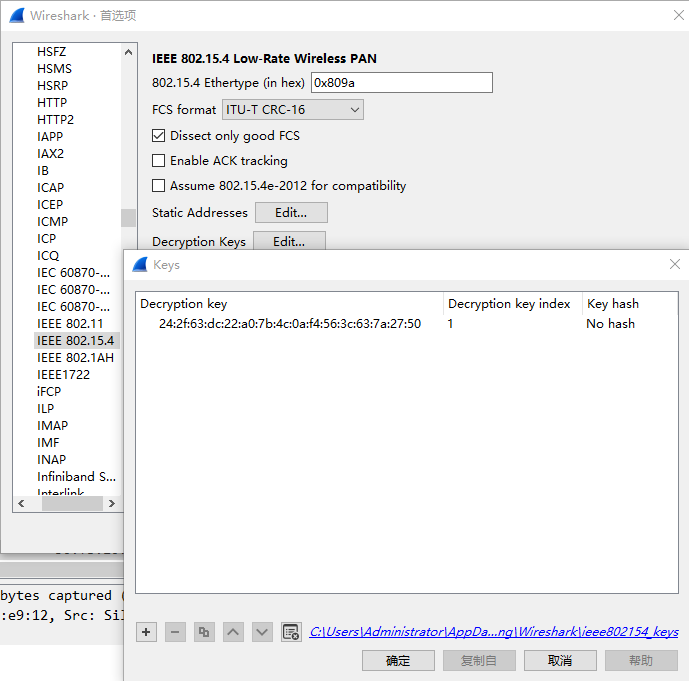 Wireshark · 首选项
HSFZ
HSMS
HSRP
HTTP
HTTP2
IAPP
IAX2
IB
ICAP
ICEP
ICMP
ICP
ICQ
IEC 60870-...
IEC 60870-...
IEC 60870-...
IEEE 802.11
IEEE 802.15.4
IEEE 802.1AH
IEEE1722
iFCP
ILP
IMAP
IMF
INAP
Infiniband S...
Interlink
IEEE 802.15.4 Low-Rate Wireless PAN
802.15.4 Ethertype (in hex) 0x809a
FCS format ITU-T CRC-16
Dissect only good FCS
Enable ACK tracking
Assume 802.15.4e-2012 for compatibility
Static Addresses Edit...
Decryption Keys Edit...
Keys
Decryption key Decryption key index Key hash
24:2f:63:dc:22:a0:7b:4c:0a:f4:56:3c:63:7a:27:50 1 No hash
C:\Users\Administrator\AppDa...ng\Wireshark\ieee802154_keys
确定 复制自 取消 帮助
bytes captured (
:e9:12, Src: Sil